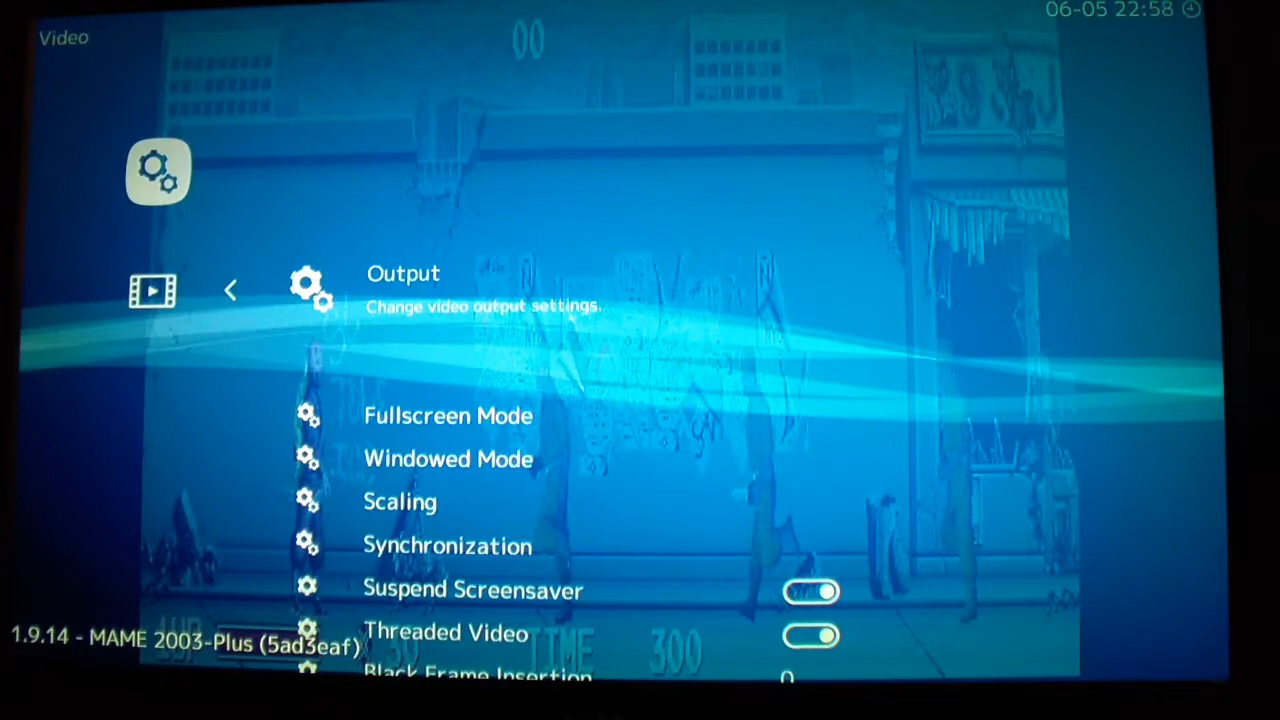 Video
06-05 22:58
00
Output
Change video output settings.
Fullscreen Mode
Windowed Mode
Scaling
Synchronization
Suspend Screensaver
Threaded Video
TIME 300
1.9.14 - MAME 2003-Plus (5ad3eaf)
Black Frame Insertion 0